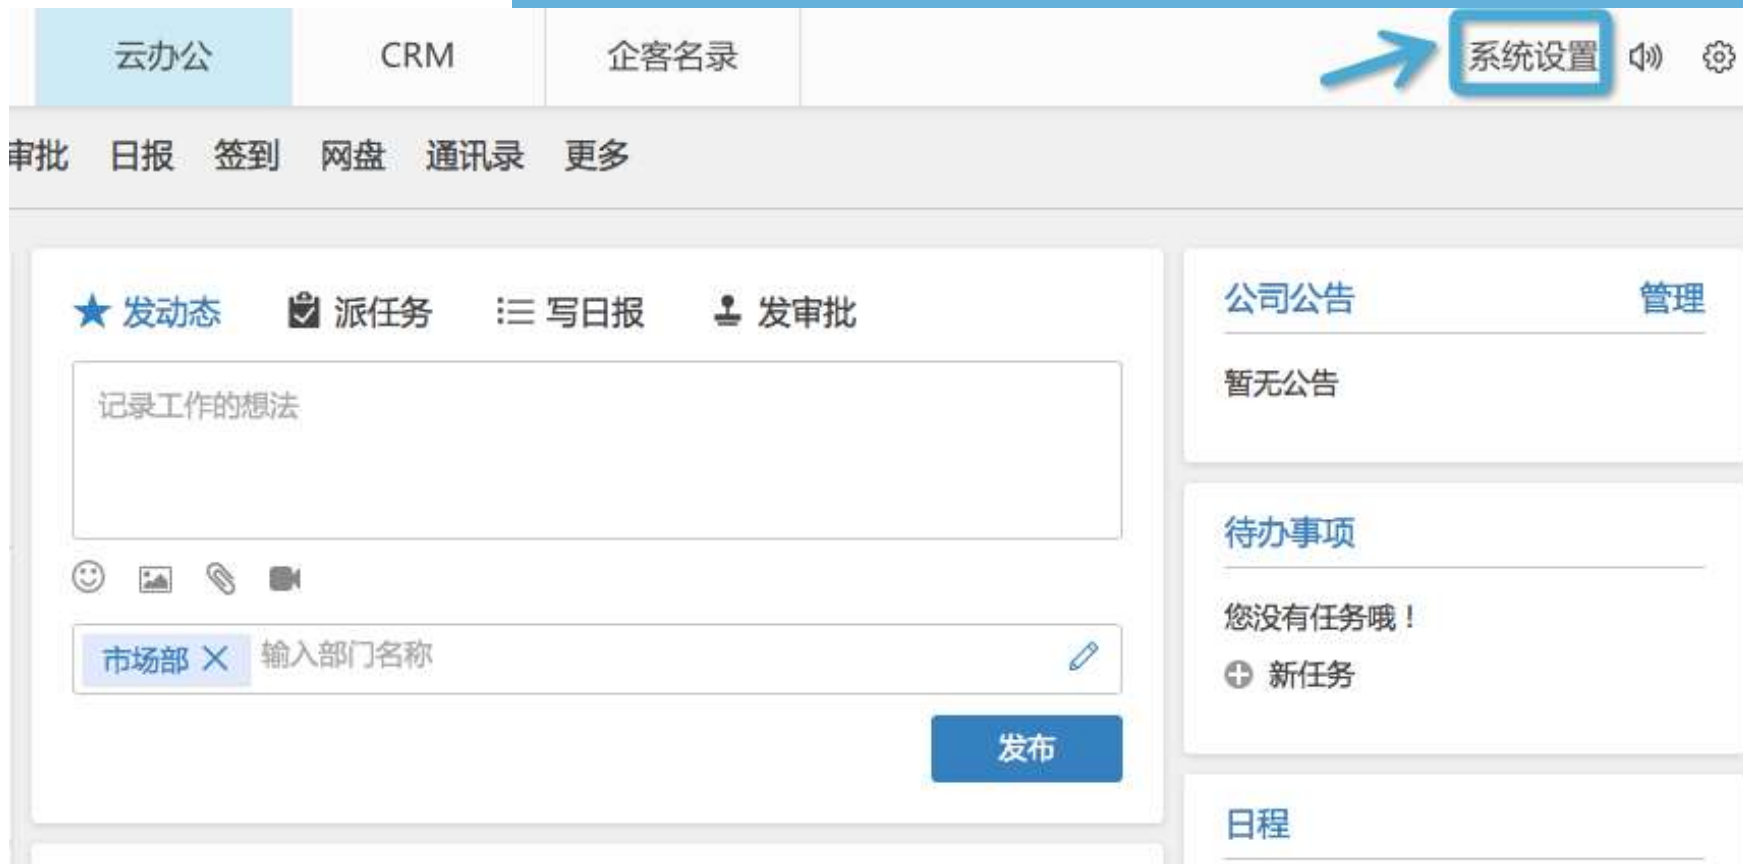 云办公 CRM 企客名录 系统设置
审批 日报 签到 网盘 通讯录 更多
发动态 派任务 写日报 发审批
记录工作的想法
市场部 输入部门名称
发布
公司公告 管理
暂无公告
待办事项
您没有任务哦！
新任务
日程